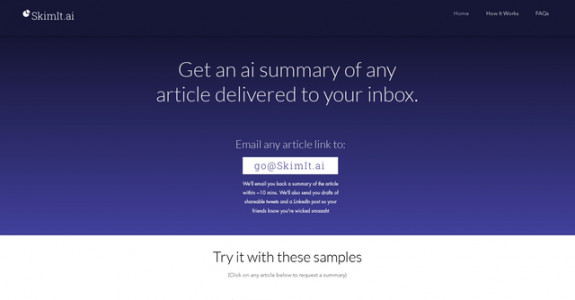 SkimIt.ai
Home How It Works FAQs
Get an ai summary of any
article delivered to your inbox.
Email any article link to:
go@SkimIt.ai
We'll email you back a summary of the article
within ~10 mins. We'll also send you drafts of
shareable tweets and a LinkedIn post so your
friends know you're wicked smaaaht
Try it with these samples
(Click on any article below to request a summary)